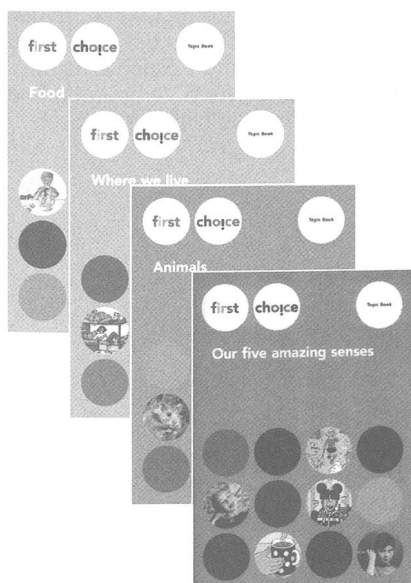 first choice Topic Book
Food
first choice Topic Book
Where we live
first choice Topic Book
Animals
first choice Topic Book
Our five amazing senses